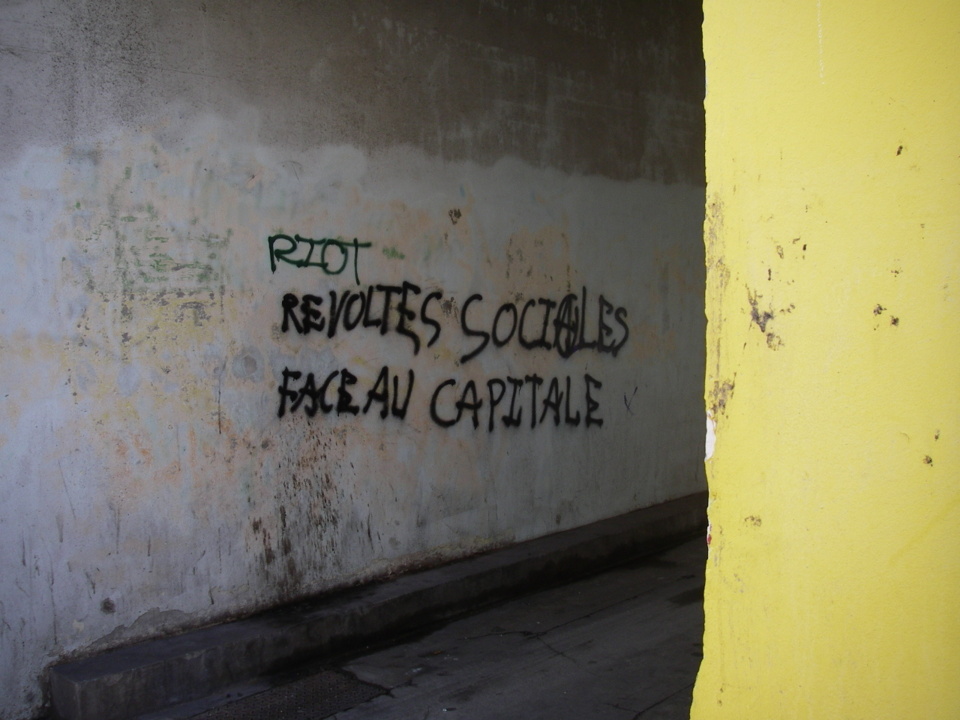 RIOT
REVOLTES SOCIALES
FACE AU CAPITALE